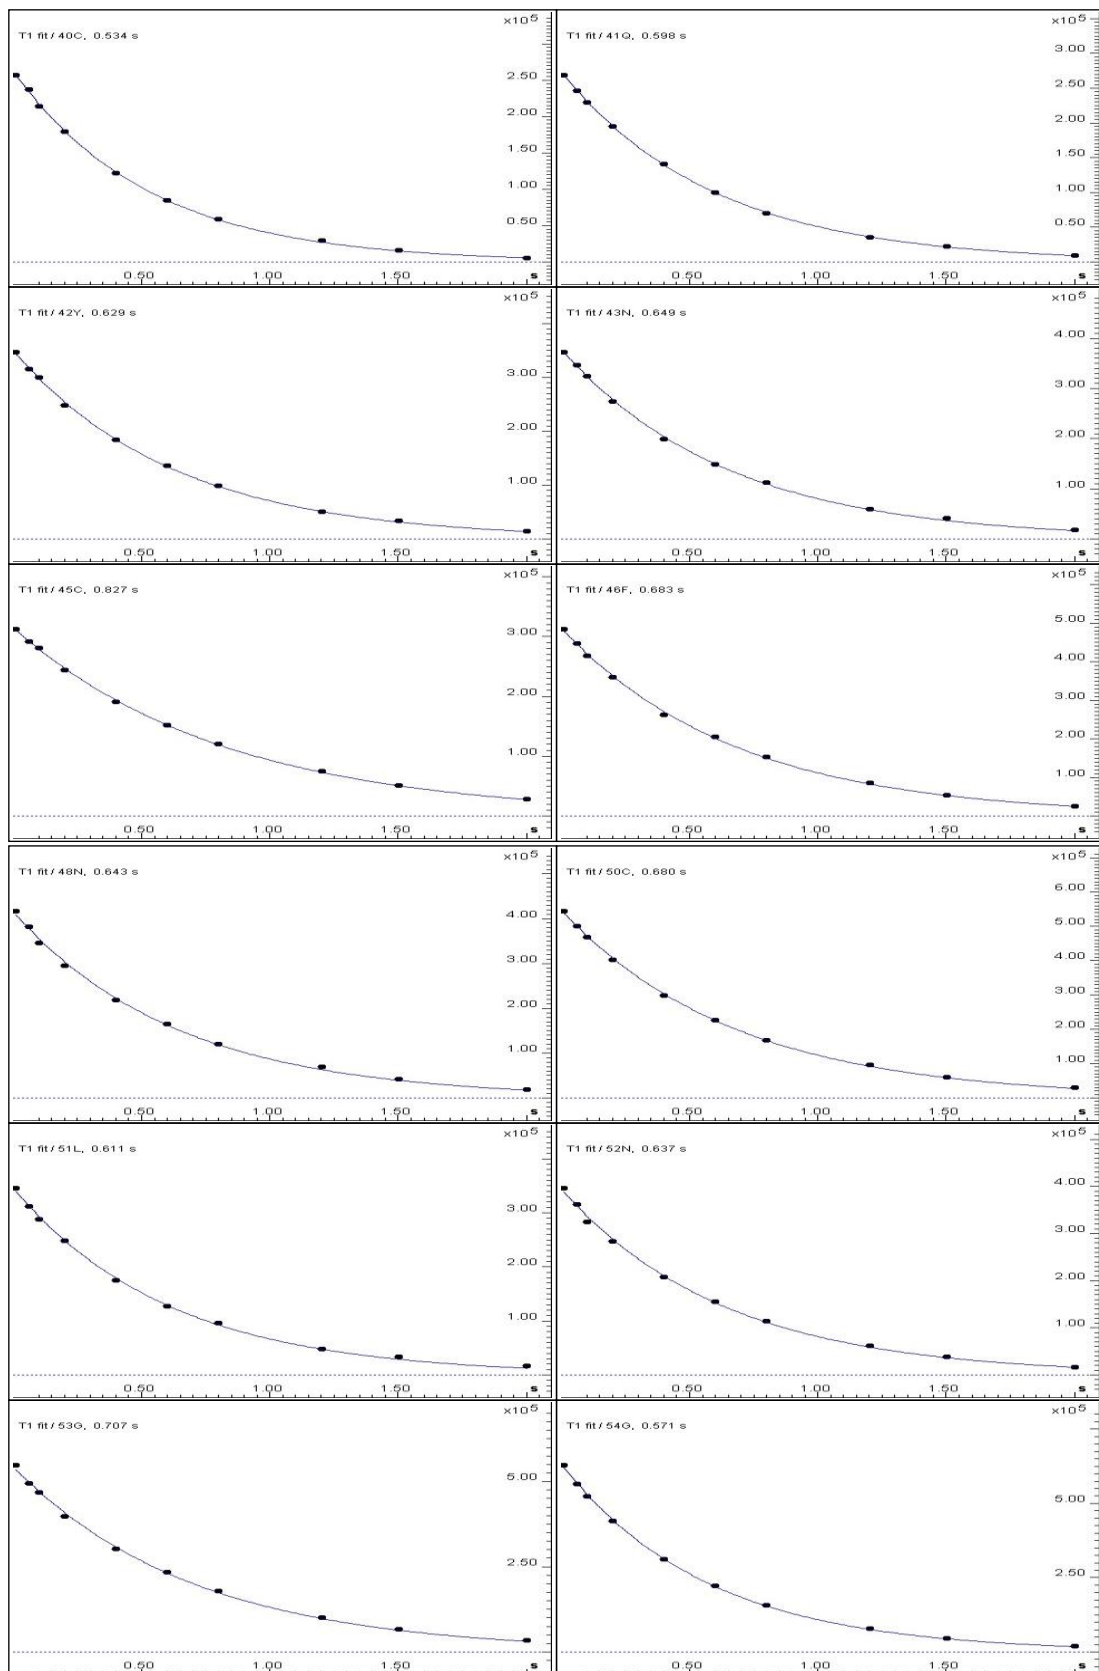 x10^5
T1 fit / 40C, 0.534 s
2.50
2.00
1.50
1.00
0.50
0.50 1.00 1.50 s
x10^5
T1 fit / 41Q, 0.598 s
3.00
2.50
2.00
1.50
1.00
0.50
0.50 1.00 1.50 s
x10^5
T1 fit / 42Y, 0.629 s
3.00
2.00
1.00
0.50 1.00 1.50 s
x10^5
T1 fit / 43N, 0.649 s
4.00
3.00
2.00
1.00
0.50 1.00 1.50 s
x10^5
T1 fit / 45C, 0.827 s
3.00
2.00
1.00
0.50 1.00 1.50 s
x10^5
T1 fit / 46F, 0.683 s
5.00
4.00
3.00
2.00
1.00
0.50 1.00 1.50 s
x10^5
T1 fit / 48N, 0.643 s
4.00
3.00
2.00
1.00
0.50 1.00 1.50 s
x10^5
T1 fit / 50C, 0.680 s
6.00
5.00
4.00
3.00
2.00
1.00
0.50 1.00 1.50 s
x10^5
T1 fit / 51L, 0.611 s
3.00
2.00
1.00
0.50 1.00 1.50 s
x10^5
T1 fit / 52N, 0.637 s
4.00
3.00
2.00
1.00
0.50 1.00 1.50 s
x10^5
T1 fit / 53G, 0.707 s
5.00
2.50
0.50 1.00 1.50 s
x10^5
T1 fit / 54G, 0.571 s
5.00
2.50
0.50 1.00 1.50 s